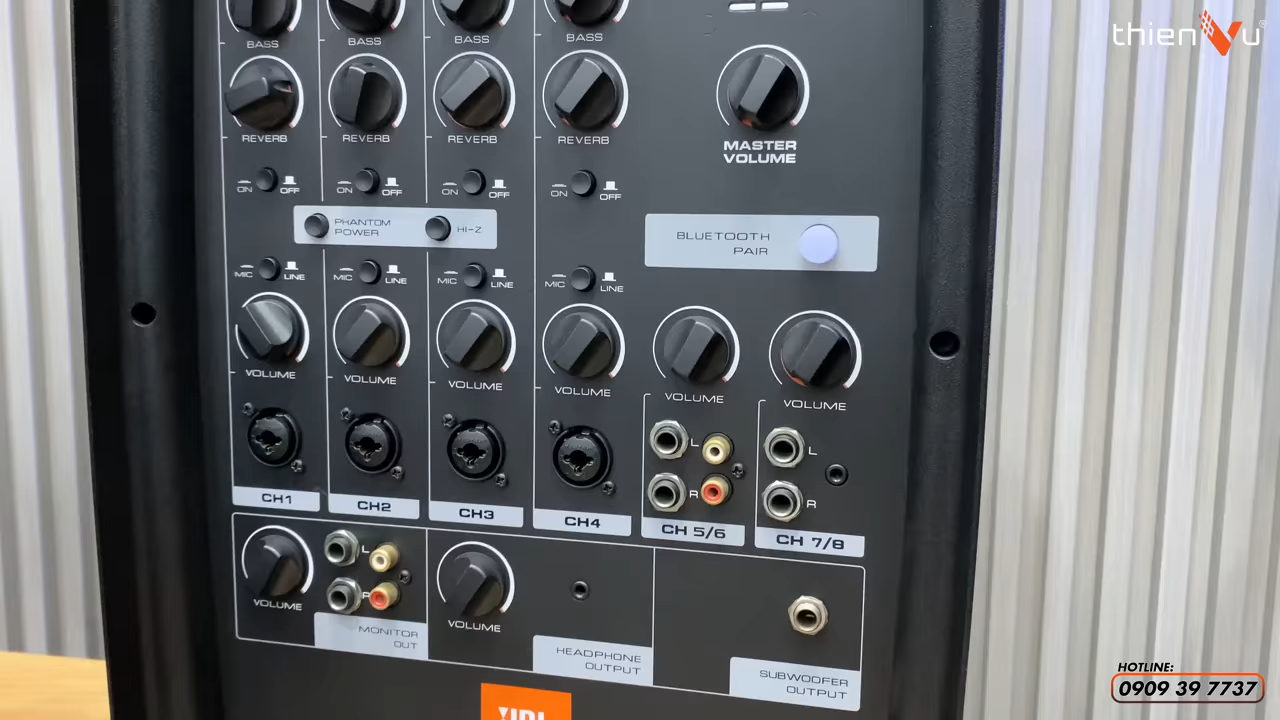 thienVu
BASS BASS BASS BASS
REVERB REVERB REVERB REVERB
MASTER
VOLUME
ON OFF ON OFF ON OFF ON OFF
PHANTOM
POWER
HI-Z
BLUETOOTH
PAIR
MIC LINE MIC LINE MIC LINE MIC LINE
VOLUME VOLUME VOLUME VOLUME VOLUME VOLUME
L L
R R
CH1 CH2 CH3 CH4 CH 5/6 CH 7/8
L
R
VOLUME VOLUME
MONITOR
OUT
HEADPHONE
OUTPUT
SUBWOOFER
OUTPUT
JBL
HOTLINE:
0909 39 7737